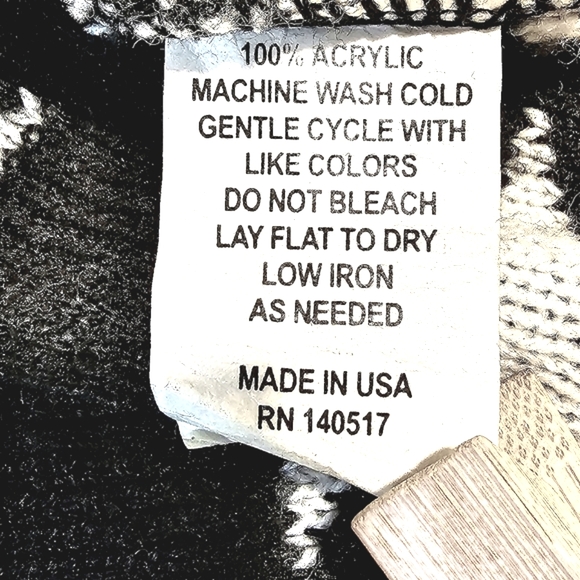 100% ACRYLIC
MACHINE WASH COLD
GENTLE CYCLE WITH
LIKE COLORS
DO NOT BLEACH
LAY FLAT TO DRY
LOW IRON
AS NEEDED
MADE IN USA
RN 140517